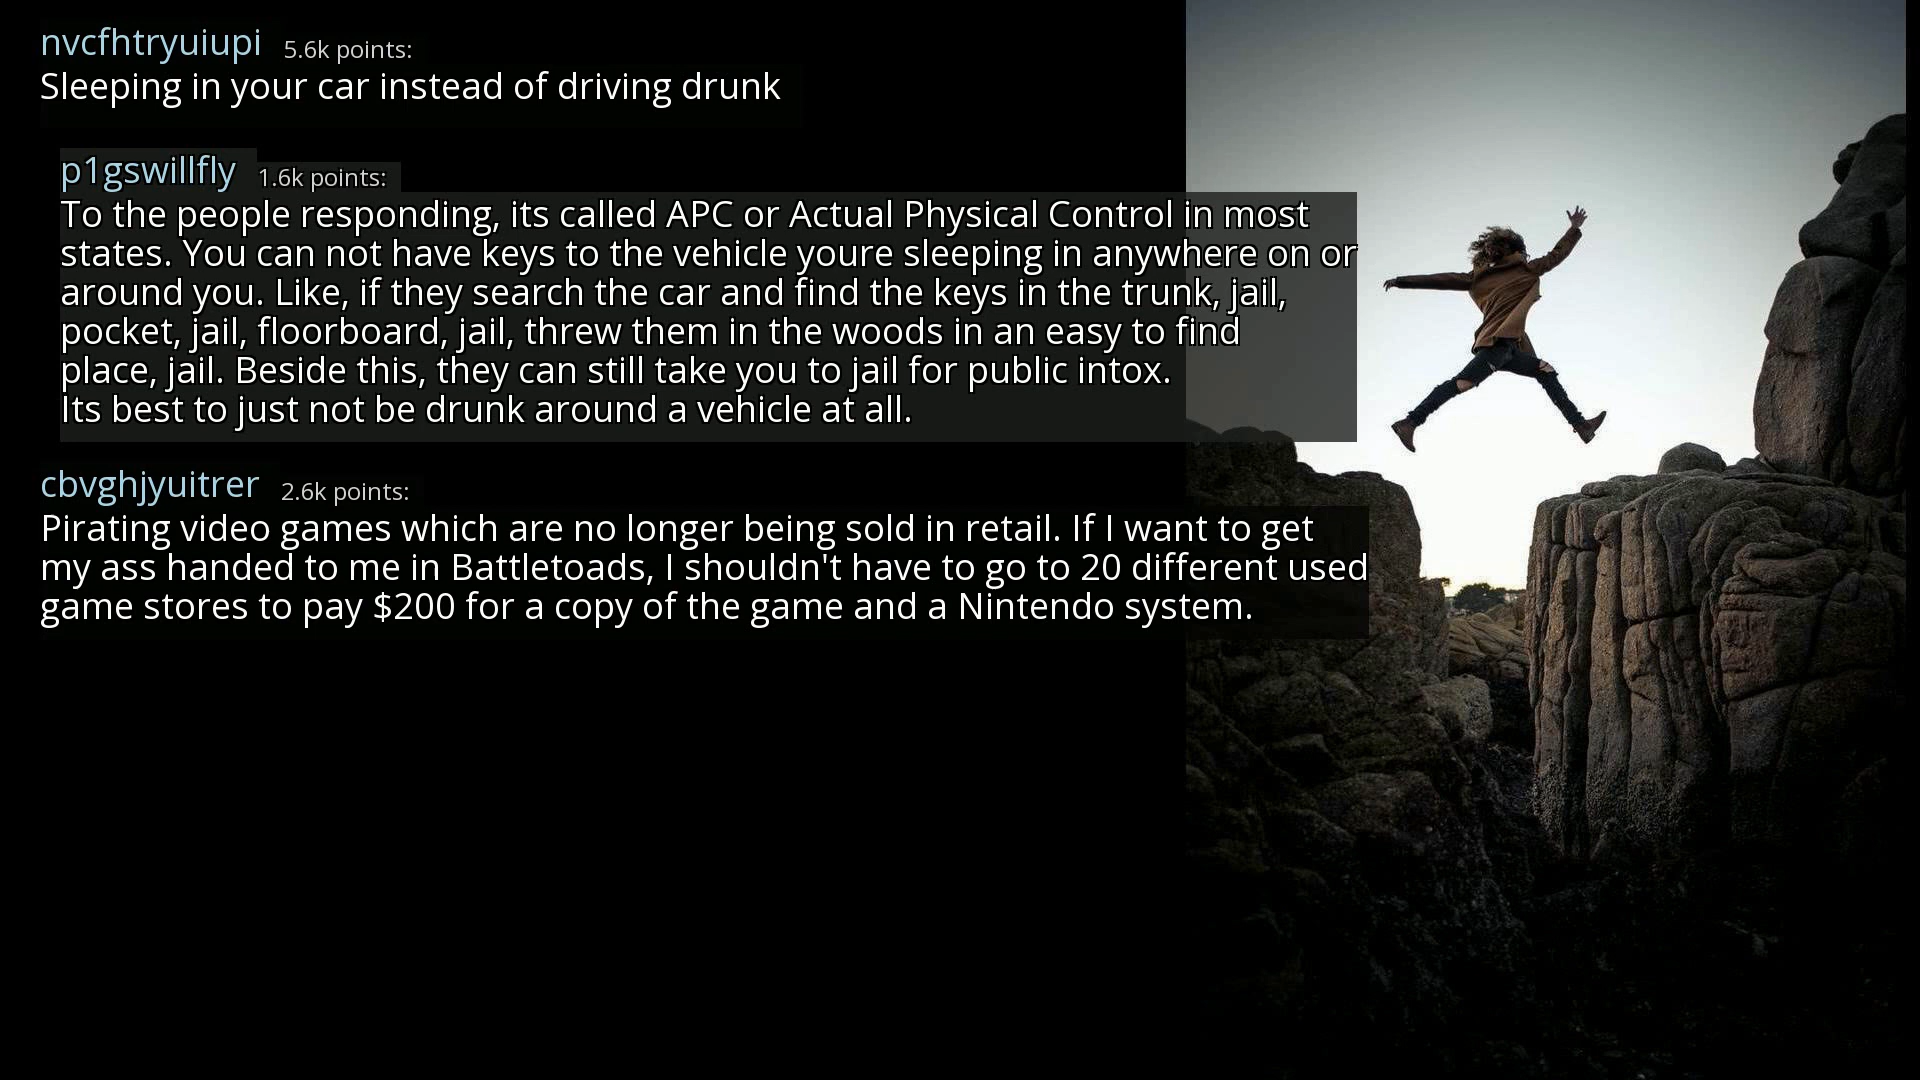 nvcfhtryuiupi 5.6k points:
Sleeping in your car instead of driving drunk
p1gswillfly 1.6k points:
To the people responding, its called APC or Actual Physical Control in most
states. You can not have keys to the vehicle youre sleeping in anywhere on or
around you. Like, if they search the car and find the keys in the trunk, jail,
pocket, jail, floorboard, jail, threw them in the woods in an easy to find
place, jail. Beside this, they can still take you to jail for public intox.
Its best to just not be drunk around a vehicle at all.
cbvghjyuitrer 2.6k points:
Pirating video games which are no longer being sold in retail. If I want to get
my ass handed to me in Battletoads, I shouldn't have to go to 20 different used
game stores to pay $200 for a copy of the game and a Nintendo system.